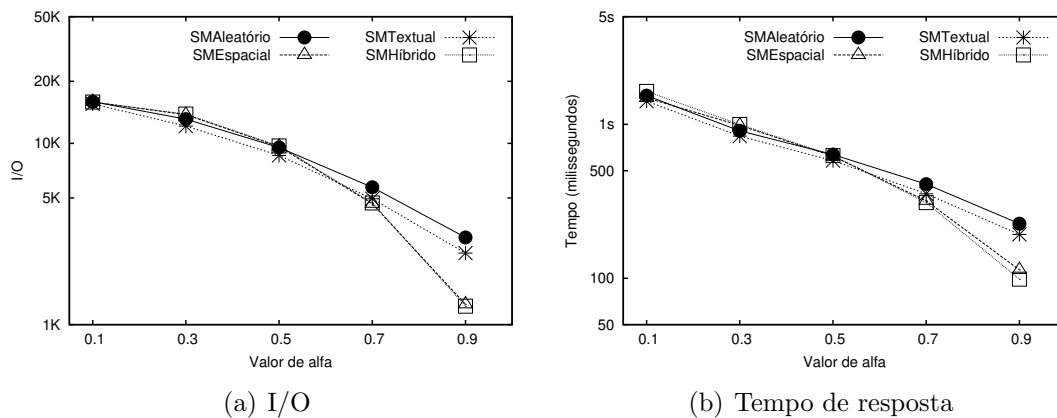 50K
20K
10K
5K
1K
I/O
SMAleatório
SMEspacial
SMTextual
SMHíbrido
0.1 0.3 0.5 0.7 0.9
Valor de alfa
(a) I/O
5s
1s
500
100
50
Tempo (milissegundos)
SMAleatório
SMEspacial
SMTextual
SMHíbrido
0.1 0.3 0.5 0.7 0.9
Valor de alfa
(b) Tempo de resposta